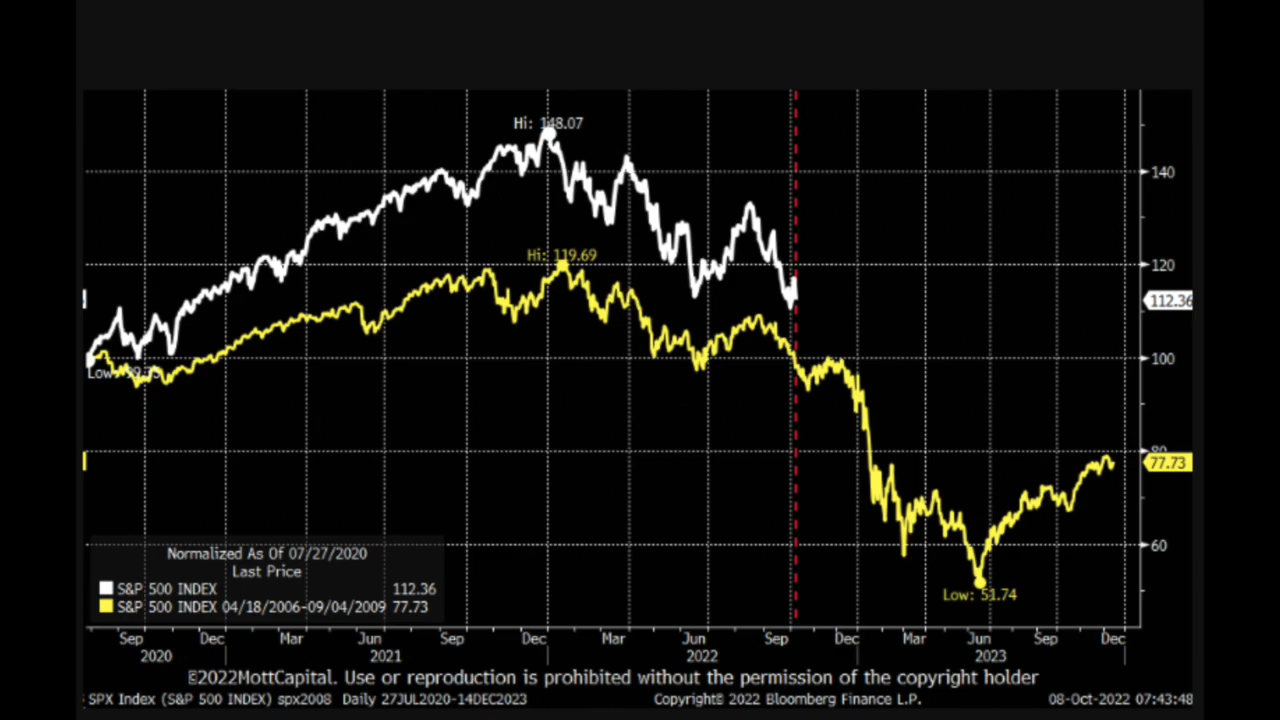 Hi: 148.07
140
Hi: 119.69
120
112.36
100
Low: 99.33
80
77.73
60
Normalized As Of 07/27/2020
Last Price
S&P 500 INDEX 112.36
S&P 500 INDEX 04/18/2006-09/04/2009 77.73
Low: 51.74
Sep Dec Mar Jun Sep Dec Mar Jun Sep Dec Mar Jun Sep Dec
2020 2021 2022 2023
©2022MottCapital. Use or reproduction is prohibited without the permission of the copyright holder
SPX Index (S&P 500 INDEX) spx2008 Daily 27JUL2020-14DEC2023 Copyright© 2022 Bloomberg Finance L.P. 08-Oct-2022 07:43:48